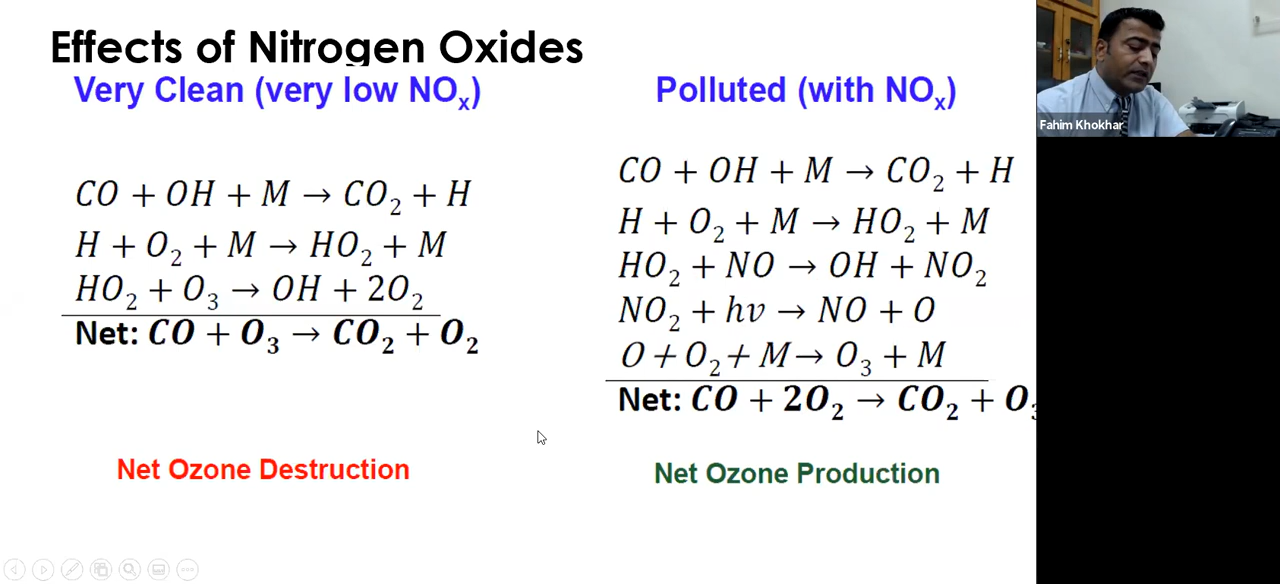 Effects of Nitrogen Oxides
Very Clean (very low NOₓ)
CO + OH + M → CO₂ + H
H + O₂ + M → HO₂ + M
HO₂ + O₃ → OH + 2O₂
Net: CO + O₃ → CO₂ + O₂
Net Ozone Destruction
Polluted (with NOₓ)
CO + OH + M → CO₂ + H
H + O₂ + M → HO₂ + M
HO₂ + NO → OH + NO₂
NO₂ + hν → NO + O
O + O₂ + M → O₃ + M
Net: CO + 2O₂ → CO₂ + O₃
Net Ozone Production
Fahim Khokhar